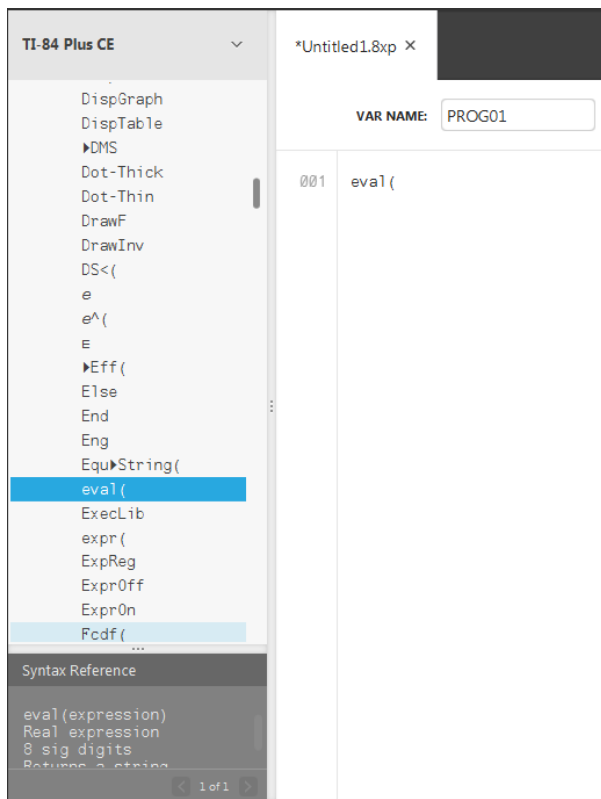 TI-84 Plus CE
*Untitled1.8xp ×
DispGraph
DispTable
▶DMS
Dot-Thick
Dot-Thin
DrawF
DrawInv
DS<(
e
e^(
ᴇ
▶Eff(
Else
End
Eng
Equ▶String(
eval(
ExecLib
expr(
ExpReg
ExprOff
ExprOn
Fcdf(
Syntax Reference
eval(expression)
Real expression
8 sig digits
Returns a string
1 of 1
VAR NAME: PROG01
001 eval(